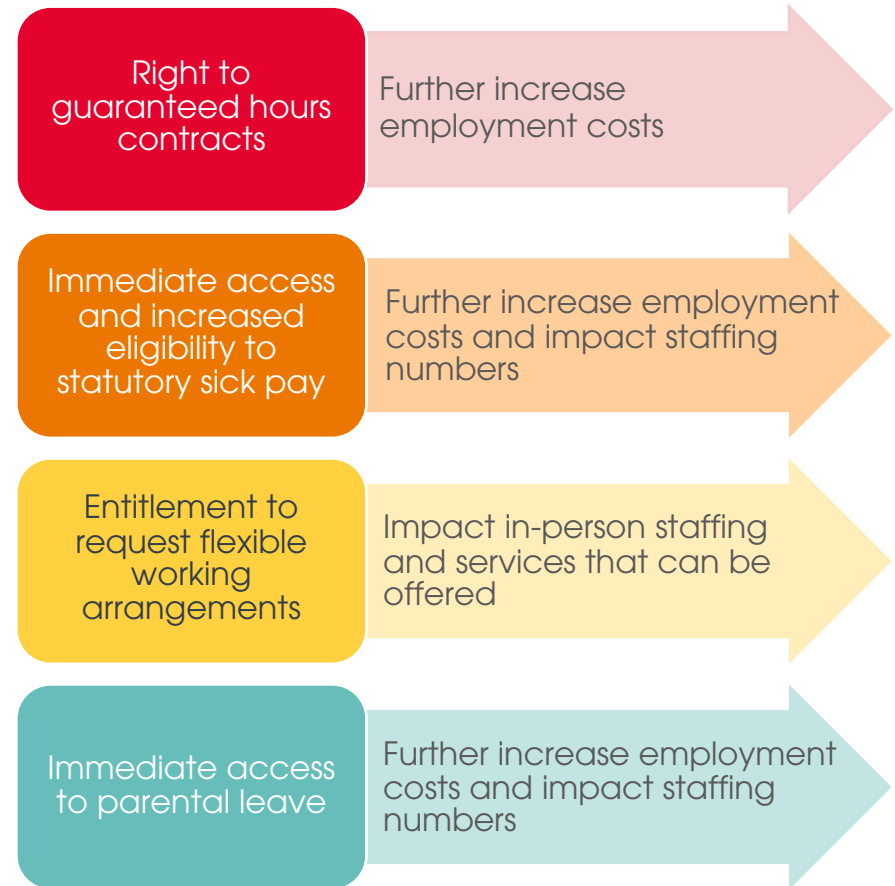 Right to
guaranteed hours
contracts
Further increase
employment costs
Immediate access
and increased
eligibility to
statutory sick pay
Further increase employment
costs and impact staffing
numbers
Entitlement to
request flexible
working
arrangements
Impact in-person staffing
and services that can be
offered
Immediate access
to parental leave
Further increase employment
costs and impact staffing
numbers